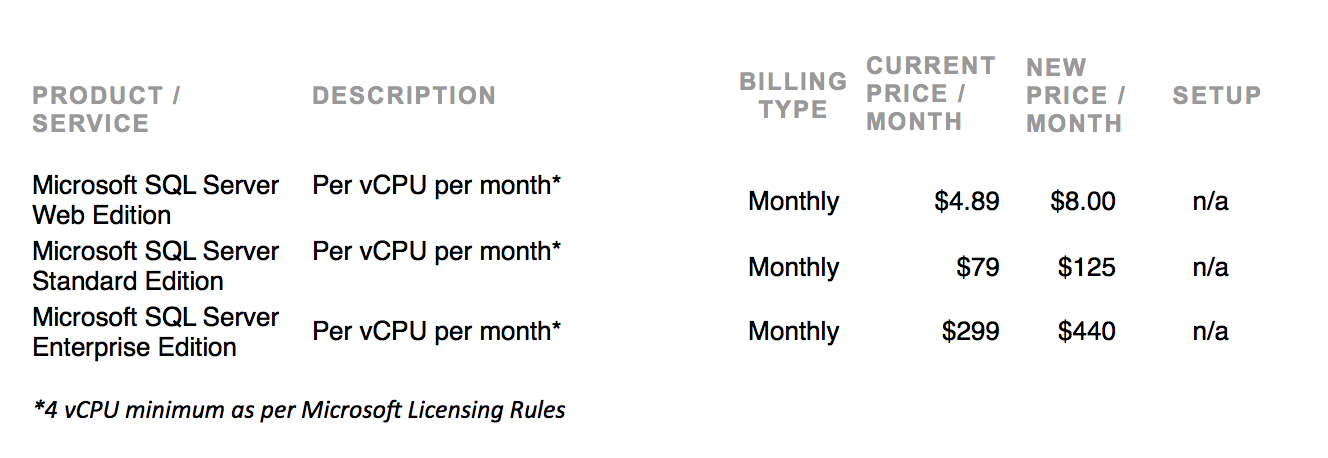 PRODUCT / SERVICE DESCRIPTION BILLING TYPE CURRENT PRICE / MONTH NEW PRICE / MONTH SETUP
Microsoft SQL Server Web Edition Per vCPU per month* Monthly $4.89 $8.00 n/a
Microsoft SQL Server Standard Edition Per vCPU per month* Monthly $79 $125 n/a
Microsoft SQL Server Enterprise Edition Per vCPU per month* Monthly $299 $440 n/a
*4 vCPU minimum as per Microsoft Licensing Rules